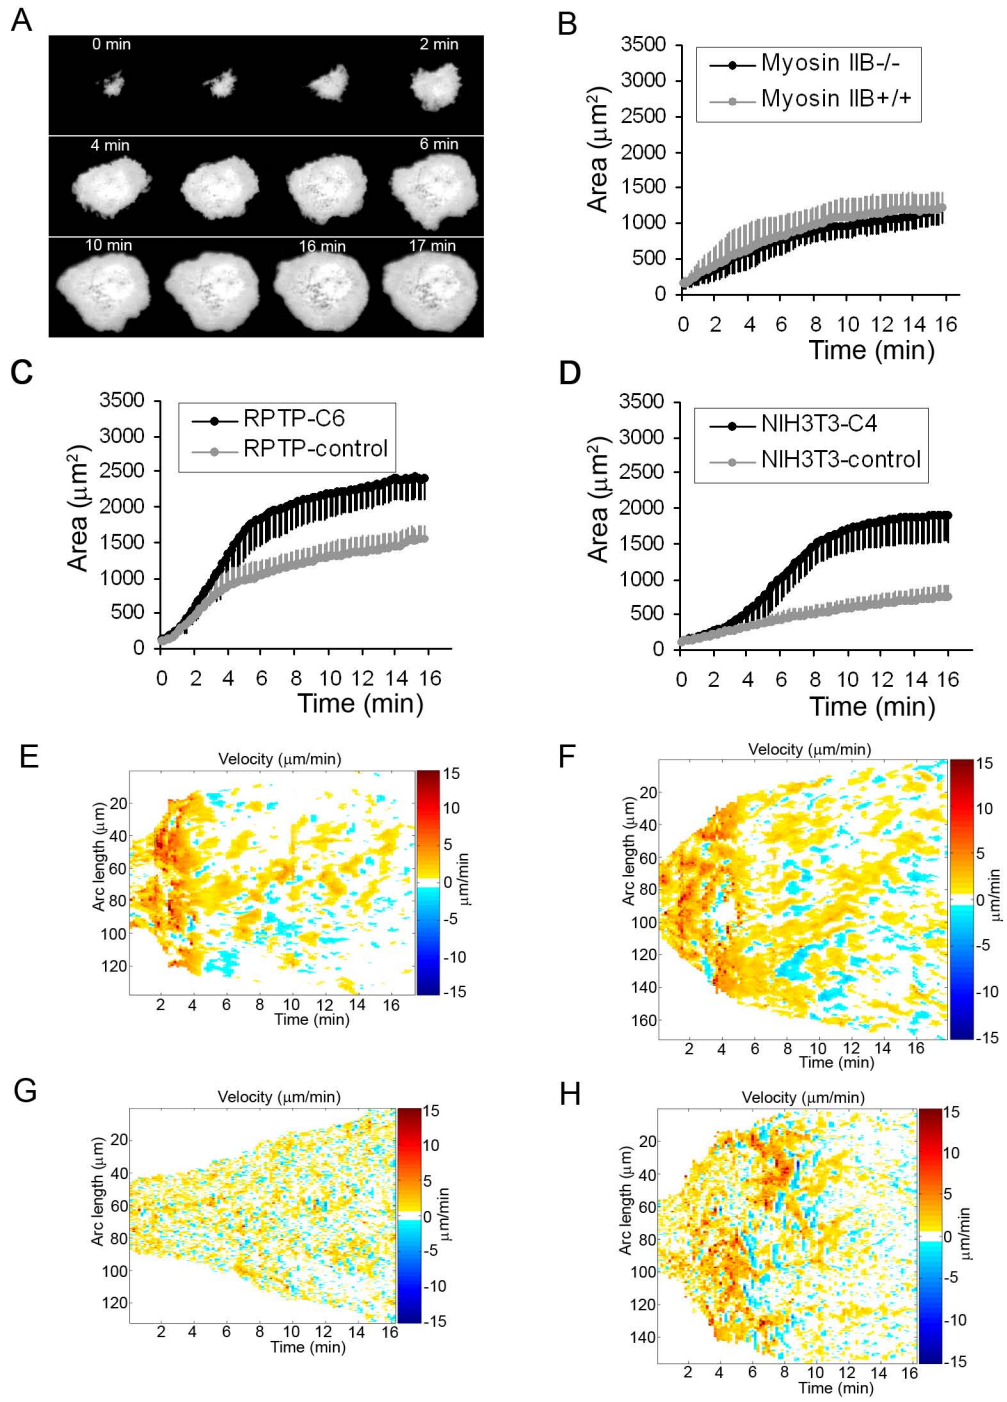 A
0 min
2 min
4 min
6 min
10 min
16 min
17 min
B
3500
3000
2500
2000
1500
1000
500
0
Area (μm²)
Myosin IIB-/-
Myosin IIB+/+
0 2 4 6 8 10 12 14 16
Time (min)
C
3500
3000
2500
2000
1500
1000
500
0
Area (μm²)
RPTP-C6
RPTP-control
0 2 4 6 8 10 12 14 16
Time (min)
D
3500
3000
2500
2000
1500
1000
500
0
Area (μm²)
NIH3T3-C4
NIH3T3-control
0 2 4 6 8 10 12 14 16
Time (min)
E
Velocity (μm/min)
Arc length (μm)
20
40
60
80
100
120
2 4 6 8 10 12 14 16
Time (min)
15
10
5
0
-5
-10
-15
μm/min
F
Velocity (μm/min)
Arc length (μm)
20
40
60
80
100
120
140
160
2 4 6 8 10 12 14 16
Time (min)
15
10
5
0
-5
-10
-15
μm/min
G
Velocity (μm/min)
Arc length (μm)
20
40
60
80
100
120
2 4 6 8 10 12 14 16
Time (min)
15
10
5
0
-5
-10
-15
μm/min
H
Velocity (μm/min)
Arc length (μm)
20
40
60
80
100
120
140
2 4 6 8 10 12 14 16
Time (min)
15
10
5
0
-5
-10
-15
μm/min